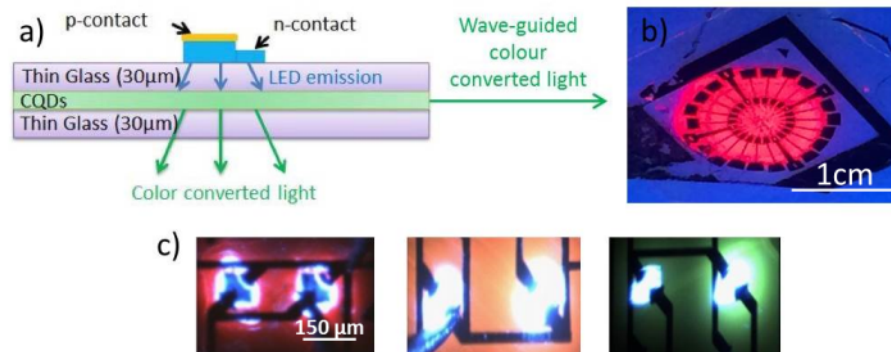 a)
p-contact
n-contact
Thin Glass (30μm)
LED emission
CQDs
Thin Glass (30μm)
Color converted light
Wave-guided
colour
converted light
b)
1cm
c)
150 μm